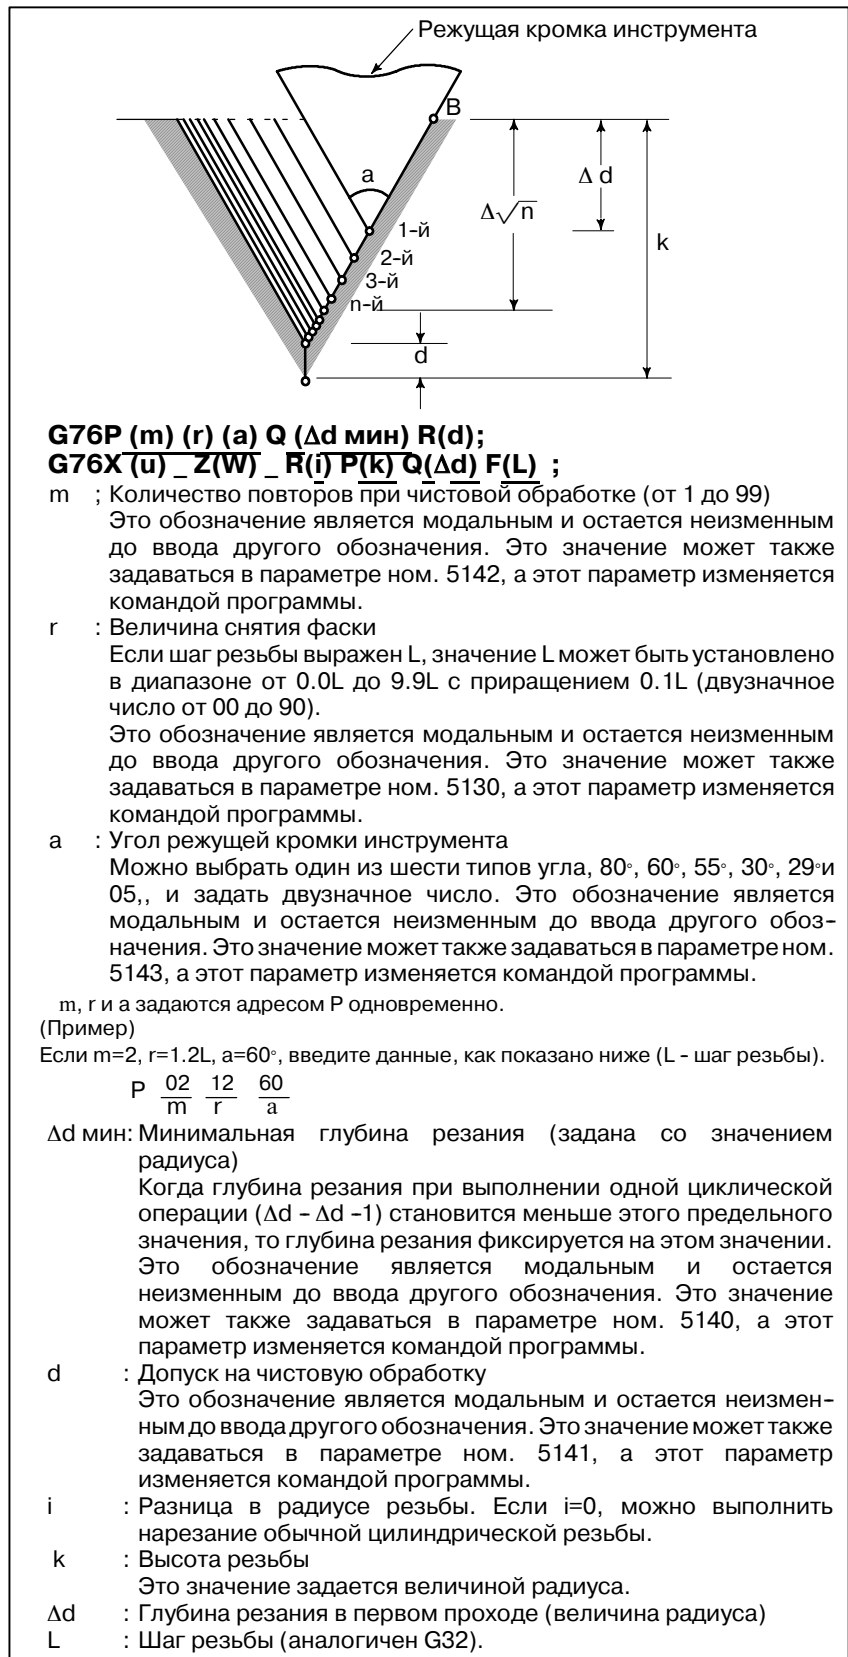 Режущая кромка инструмента
B
a
Δ d
Δ√n
k
1-й
2-й
3-й
n-й
d
G76P (m) (r) (a) Q (Δd мин) R(d);
G76X (u) _ Z(W) _ R(i) P(k) Q(Δd) F(L) ;
m ; Количество повторов при чистовой обработке (от 1 до 99)
Это обозначение является модальным и остается неизменным
до ввода другого обозначения. Это значение может также
задаваться в параметре ном. 5142, а этот параметр изменяется
командой программы.
r : Величина снятия фаски
Если шаг резьбы выражен L, значение L может быть установлено
в диапазоне от 0.0L до 9.9L с приращением 0.1L (двузначное
число от 00 до 90).
Это обозначение является модальным и остается неизменным
до ввода другого обозначения. Это значение может также
задаваться в параметре ном. 5130, а этот параметр изменяется
командой программы.
a : Угол режущей кромки инструмента
Можно выбрать один из шести типов угла, 80°, 60°, 55°, 30°, 29°и
05,, и задать двузначное число. Это обозначение является
модальным и остается неизменным до ввода другого обоз-
начения. Это значение может также задаваться в параметре ном.
5143, а этот параметр изменяется командой программы.
m, r и a задаются адресом P одновременно.
(Пример)
Если m=2, r=1.2L, a=60°, введите данные, как показано ниже (L - шаг резьбы).
P 02 12 60
m r a
Δd мин: Минимальная глубина резания (задана со значением
радиуса)
Когда глубина резания при выполнении одной циклической
операции (Δd - Δd -1) становится меньше этого предельного
значения, то глубина резания фиксируется на этом значении.
Это обозначение является модальным и остается
неизменным до ввода другого обозначения. Это значение
может также задаваться в параметре ном. 5140, а этот
параметр изменяется командой программы.
d : Допуск на чистовую обработку
Это обозначение является модальным и остается неизмен-
ным до ввода другого обозначения. Это значение может также
задаваться в параметре ном. 5141, а этот параметр
изменяется командой программы.
i : Разница в радиусе резьбы. Если i=0, можно выполнить
нарезание обычной цилиндрической резьбы.
k : Высота резьбы
Это значение задается величиной радиуса.
Δd : Глубина резания в первом проходе (величина радиуса)
L : Шаг резьбы (аналогичен G32).